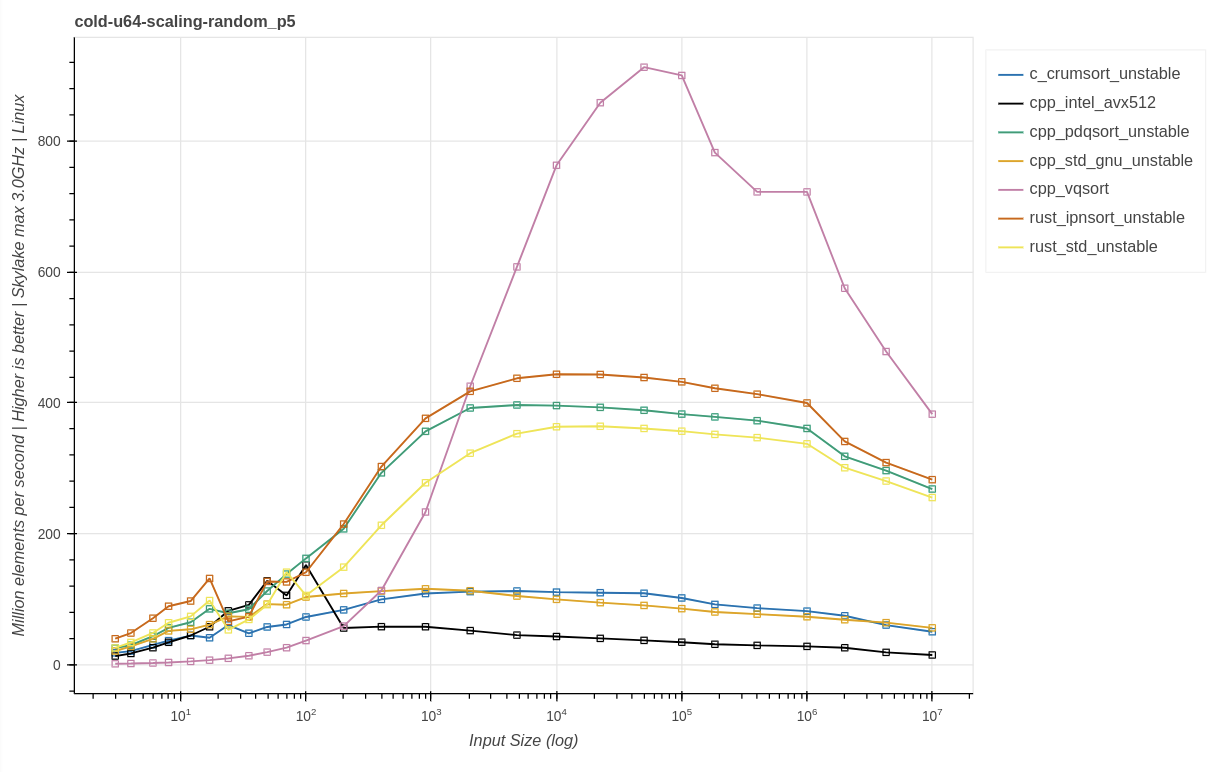 cold-u64-scaling-random_p5
Million elements per second | Higher is better | Skylake max 3.0GHz | Linux
800
600
400
200
0
10¹
10²
10³
10⁴
10⁵
10⁶
10⁷
Input Size (log)
c_crumsort_unstable
cpp_intel_avx512
cpp_pdqsort_unstable
cpp_std_gnu_unstable
cpp_vqsort
rust_ipnsort_unstable
rust_std_unstable